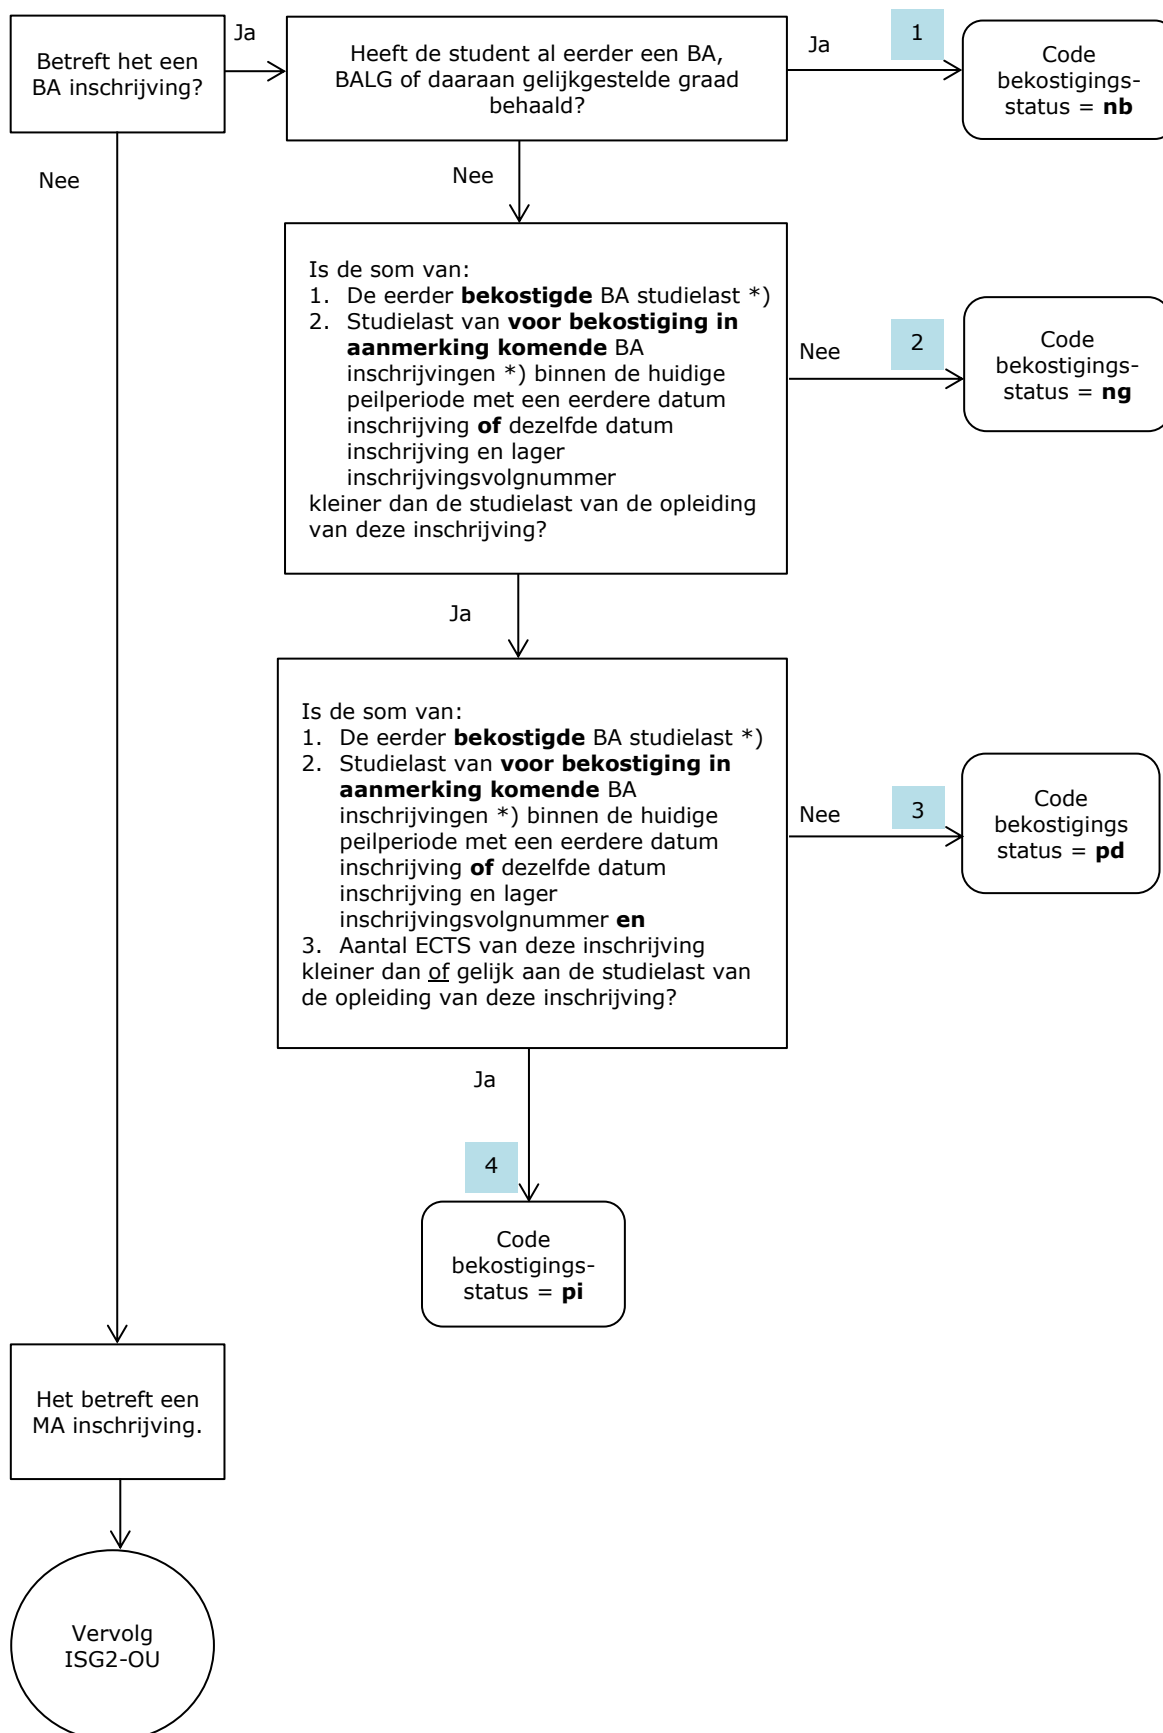 Betreft het een
BA inschrijving?
Ja
Heeft de student al eerder een BA,
BALG of daaraan gelijkgestelde graad
behaald?
Ja
1
Code
bekostigings-
status = nb
Nee
Nee
Is de som van:
1. De eerder bekostigde BA studielast *)
2. Studielast van voor bekostiging in
aanmerking komende BA
inschrijvingen *) binnen de huidige
peilperiode met een eerdere datum
inschrijving of dezelfde datum
inschrijving en lager
inschrijvingsvolgnummer
kleiner dan de studielast van de opleiding
van deze inschrijving?
Nee
2
Code
bekostigings-
status = ng
Ja
Is de som van:
1. De eerder bekostigde BA studielast *)
2. Studielast van voor bekostiging in
aanmerking komende BA
inschrijvingen *) binnen de huidige
peilperiode met een eerdere datum
inschrijving of dezelfde datum
inschrijving en lager
inschrijvingsvolgnummer en
3. Aantal ECTS van deze inschrijving
kleiner dan of gelijk aan de studielast van
de opleiding van deze inschrijving?
Nee
3
Code
bekostigings
status = pd
Ja
4
Code
bekostigings-
status = pi
Het betreft een
MA inschrijving.
Vervolg
ISG2-OU